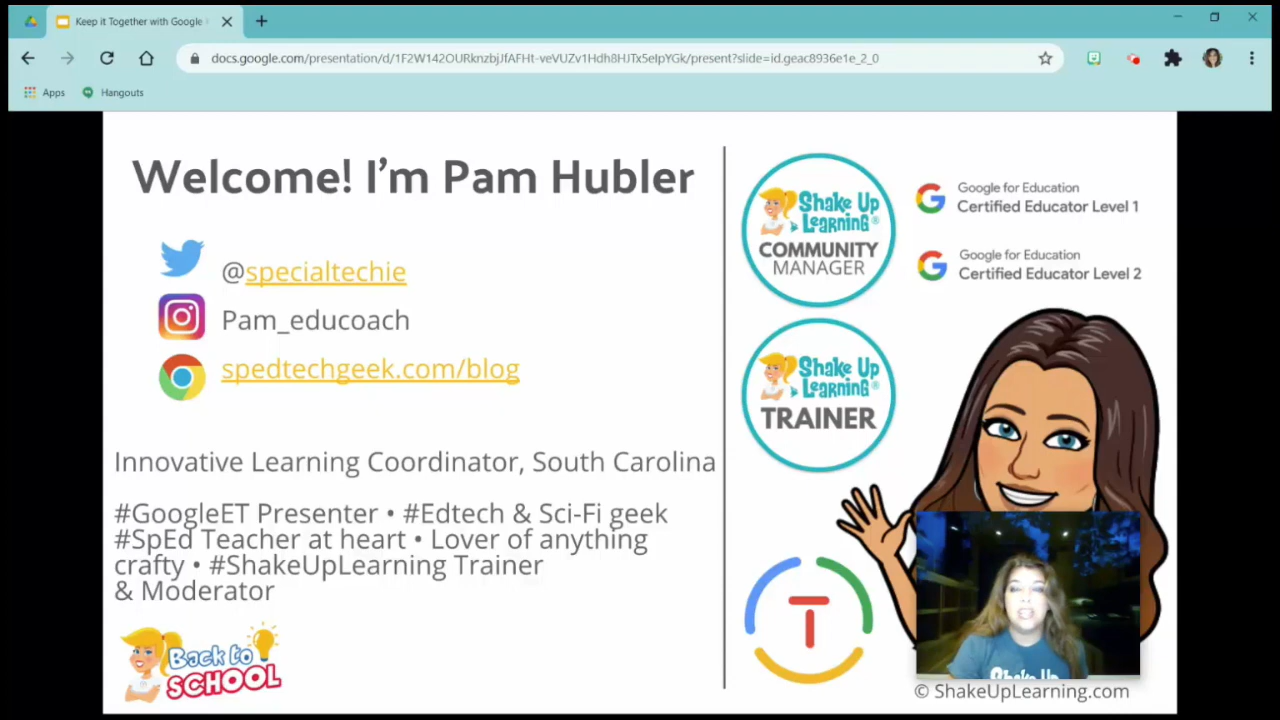 Keep it Together with Google
docs.google.com/presentation/d/1F2W142OURknzbjJfAFHt-veVUZv1Hdh8HJTx5eIpYGk/present?slide=id.geac8936e1e_2_0
Apps
Hangouts
Welcome! I'm Pam Hubler
@specialtechie
Pam_educoach
spedtechgeek.com/blog
Innovative Learning Coordinator, South Carolina
#GoogleET Presenter • #Edtech & Sci-Fi geek
#SpEd Teacher at heart • Lover of anything
crafty • #ShakeUpLearning Trainer
& Moderator
Back to
SCHOOL
Shake Up
Learning®
COMMUNITY
MANAGER
Google for Education
Certified Educator Level 1
Google for Education
Certified Educator Level 2
Shake Up
Learning®
TRAINER
T
Shake Up
© ShakeUpLearning.com